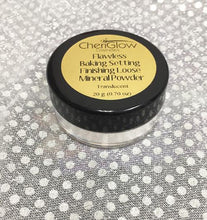 CheriGlow
Flawless
Baking Setting
Finishing Loose
Mineral Powder
Translucent
20 g (0.70 oz)